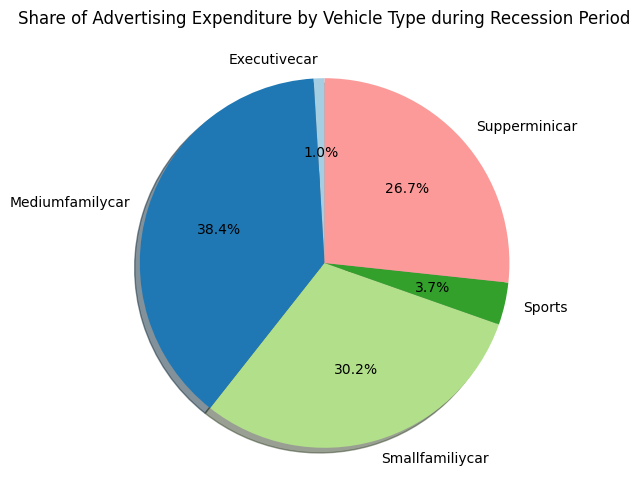 Share of Advertising Expenditure by Vehicle Type during Recession Period
Executivecar
Supperminicar
1.0%
26.7%
Mediumfamilycar
38.4%
3.7%
Sports
30.2%
Smallfamiliycar